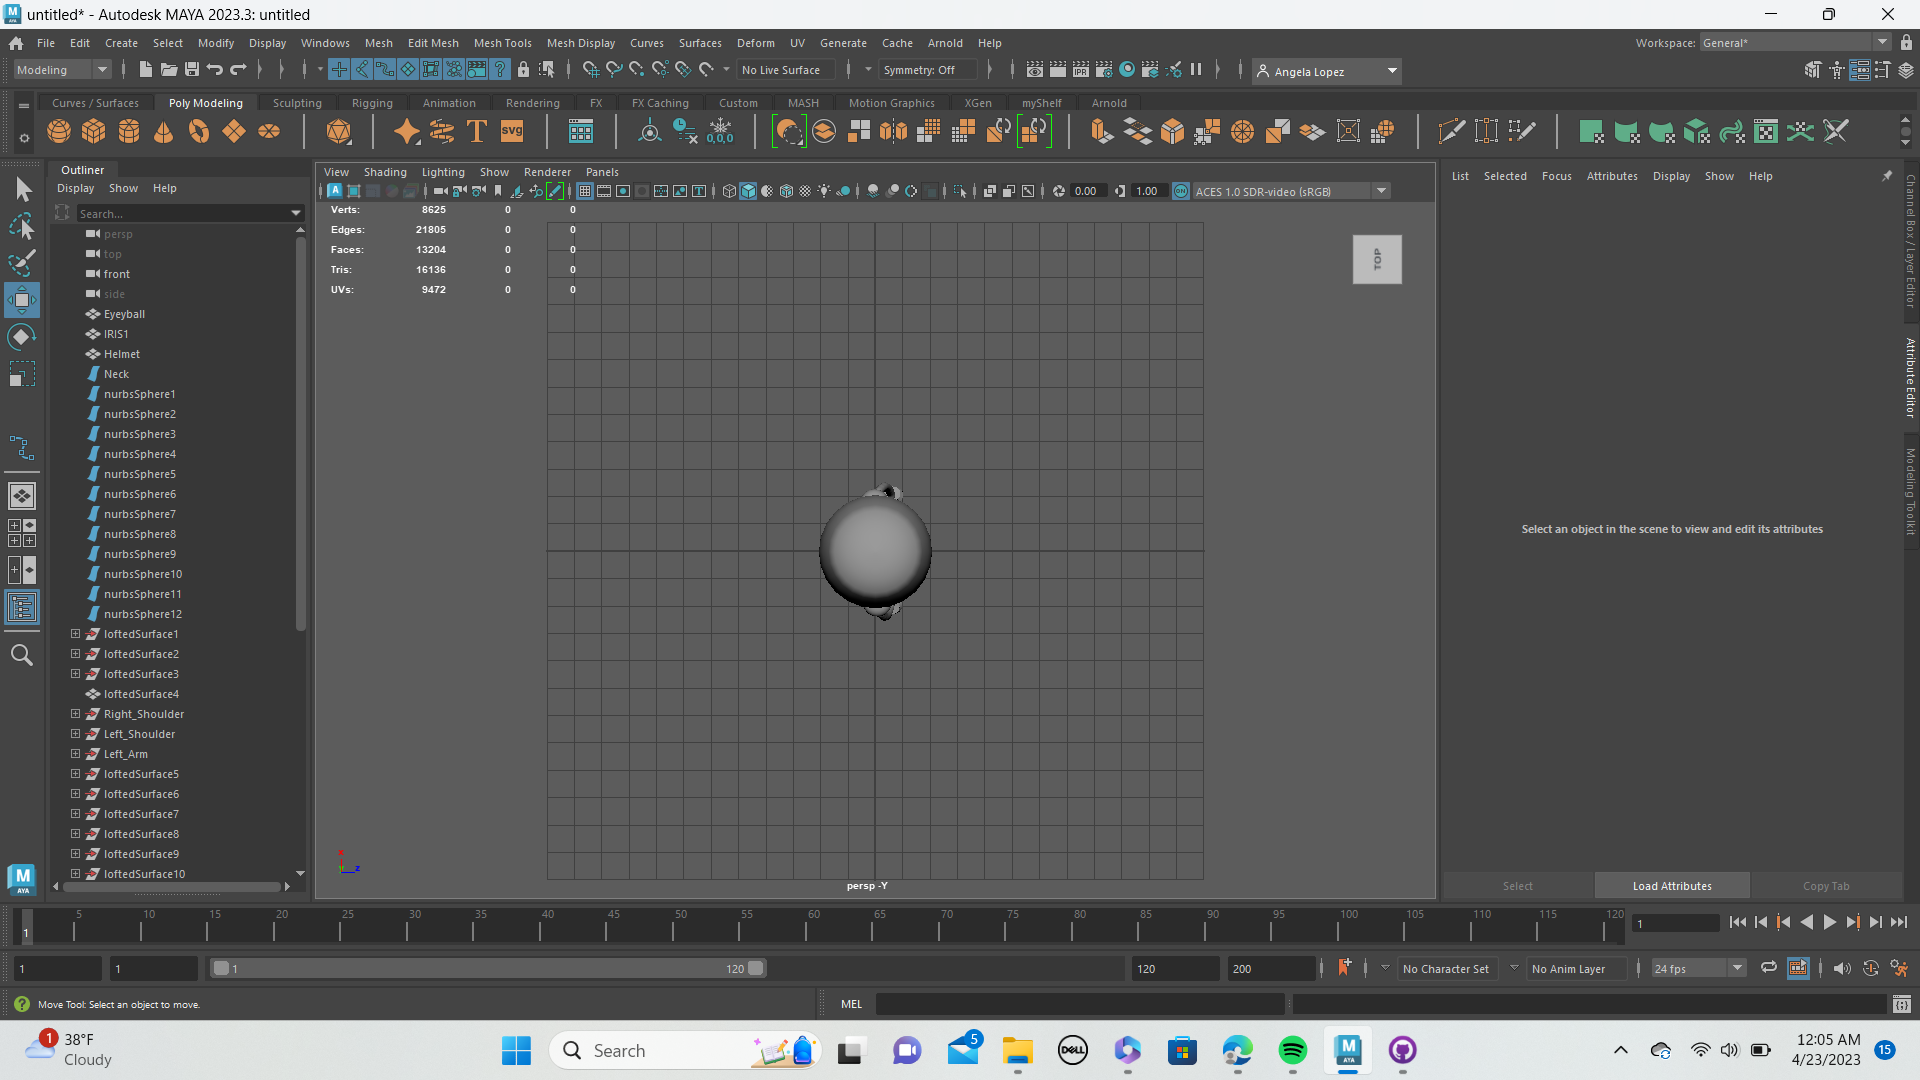 untitled* - Autodesk MAYA 2023.3: untitled
File Edit Create Select Modify Display Windows Mesh Edit Mesh Mesh Tools Mesh Display Curves Surfaces Deform UV Generate Cache Arnold Help
Workspace: General*
Modeling
No Live Surface
Symmetry: Off
Angela Lopez
Curves / Surfaces Poly Modeling Sculpting Rigging Animation Rendering FX FX Caching Custom MASH Motion Graphics XGen myShelf Arnold
Outliner
Display Show Help
Search...
persp
top
front
side
Eyeyball
IRIS1
Helmet
Neck
nurbsSphere1
nurbsSphere2
nurbsSphere3
nurbsSphere4
nurbsSphere5
nurbsSphere6
nurbsSphere7
nurbsSphere8
nurbsSphere9
nurbsSphere10
nurbsSphere11
nurbsSphere12
loftedSurface1
loftedSurface2
loftedSurface3
loftedSurface4
Right_Shoulder
Left_Shoulder
Left_Arm
loftedSurface5
loftedSurface6
loftedSurface7
loftedSurface8
loftedSurface9
loftedSurface10
View Shading Lighting Show Renderer Panels
0.00 1.00 ACES 1.0 SDR-video (sRGB)
Verts: 8625 0 0
Edges: 21805 0 0
Faces: 13204 0 0
Tris: 16136 0 0
UVs: 9472 0 0
TOP
persp -Y
List Selected Focus Attributes Display Show Help
Select an object in the scene to view and edit its attributes
Select Load Attributes Copy Tab
Channel Box / Layer Editor
Attribute Editor
Modeling Toolkit
5 10 15 20 25 30 35 40 45 50 55 60 65 70 75 80 85 90 95 100 105 110 115 120
1
1
1 1 1 120 120 200 No Character Set No Anim Layer 24 fps
Move Tool: Select an object to move.
MEL
1
38°F
Cloudy
Search
5
DELL
12:05 AM
4/23/2023
15